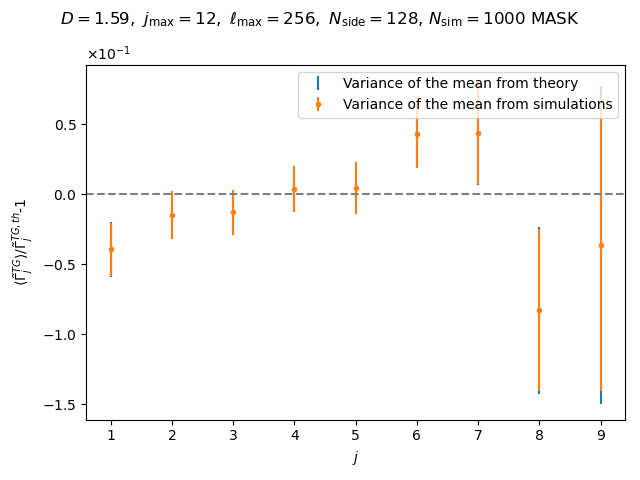 D = 1.59, j_max = 12, ℓ_max = 256, N_side = 128, N_sim = 1000 MASK
×10⁻¹
Variance of the mean from theory
Variance of the mean from simulations
0.5
0.0
−0.5
−1.0
−1.5
⟨Γ̃_j^{TG}⟩/Γ̃_j^{TG,th}-1
1 2 3 4 5 6 7 8 9
j